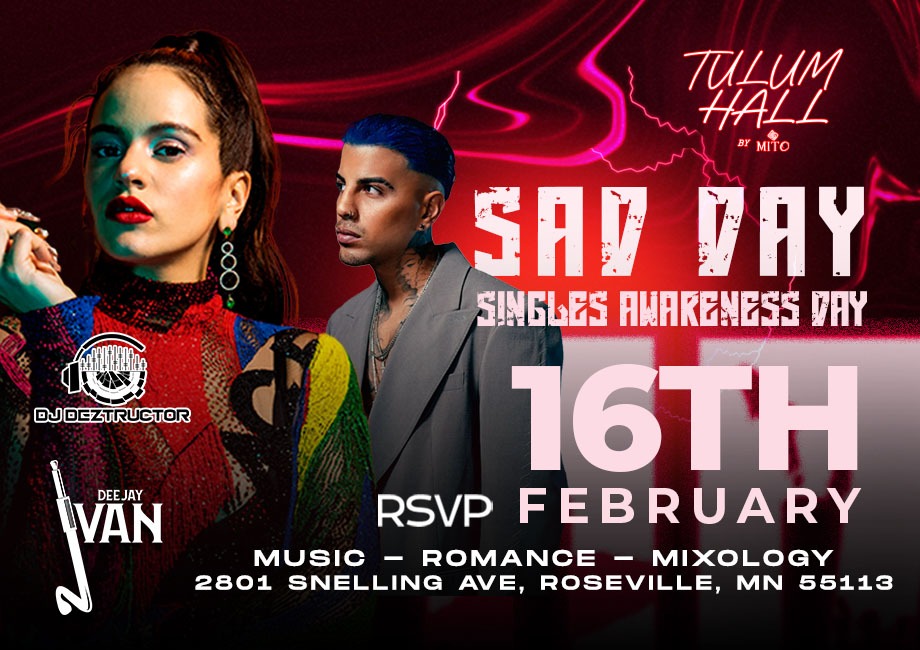 TULUM
HALL
BY MITO
SAD DAY
SINGLES AWARENESS DAY
16TH
FEBRUARY
DJ DEZTRUCTOR
DEEJAY
IVAN
RSVP
MUSIC – ROMANCE – MIXOLOGY
2801 SNELLING AVE, ROSEVILLE, MN 55113